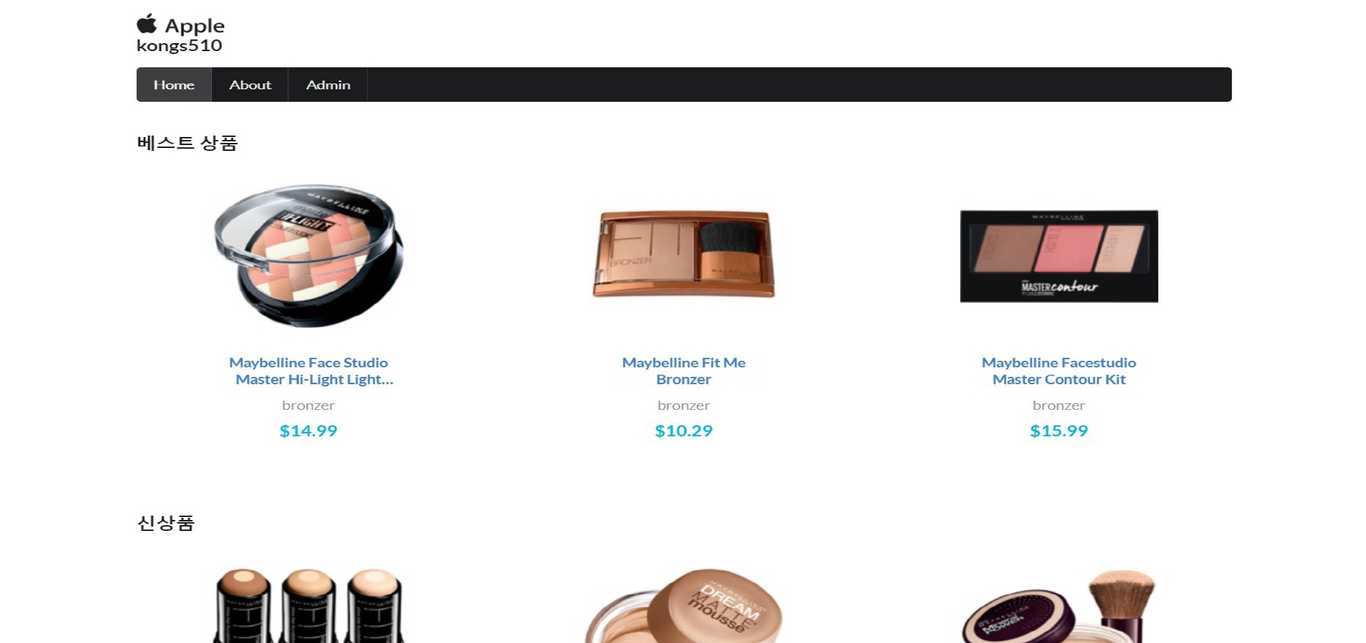 Apple
kongs510
Home About Admin
베스트 상품
MAYBELLINE
BRONZER
MAYBELLINE
MASTER contour
Maybelline Face Studio
Master Hi-Light Light...
bronzer
$14.99
Maybelline Fit Me
Bronzer
bronzer
$10.29
Maybelline Facestudio
Master Contour Kit
bronzer
$15.99
신상품
DREAM
MATTE
mousse